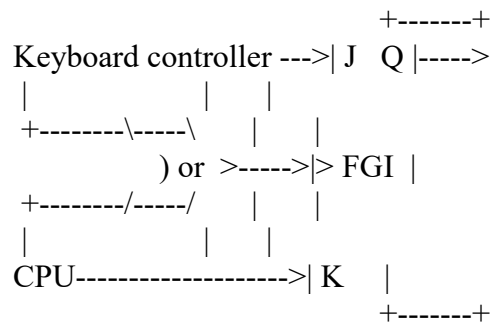 +-------+
Keyboard controller --->| J Q |----->
| | |
+--------\-----\ | |
) or >----->|> FGI |
+--------/-----/ | |
| | |
CPU--------------------->| K |
+-------+